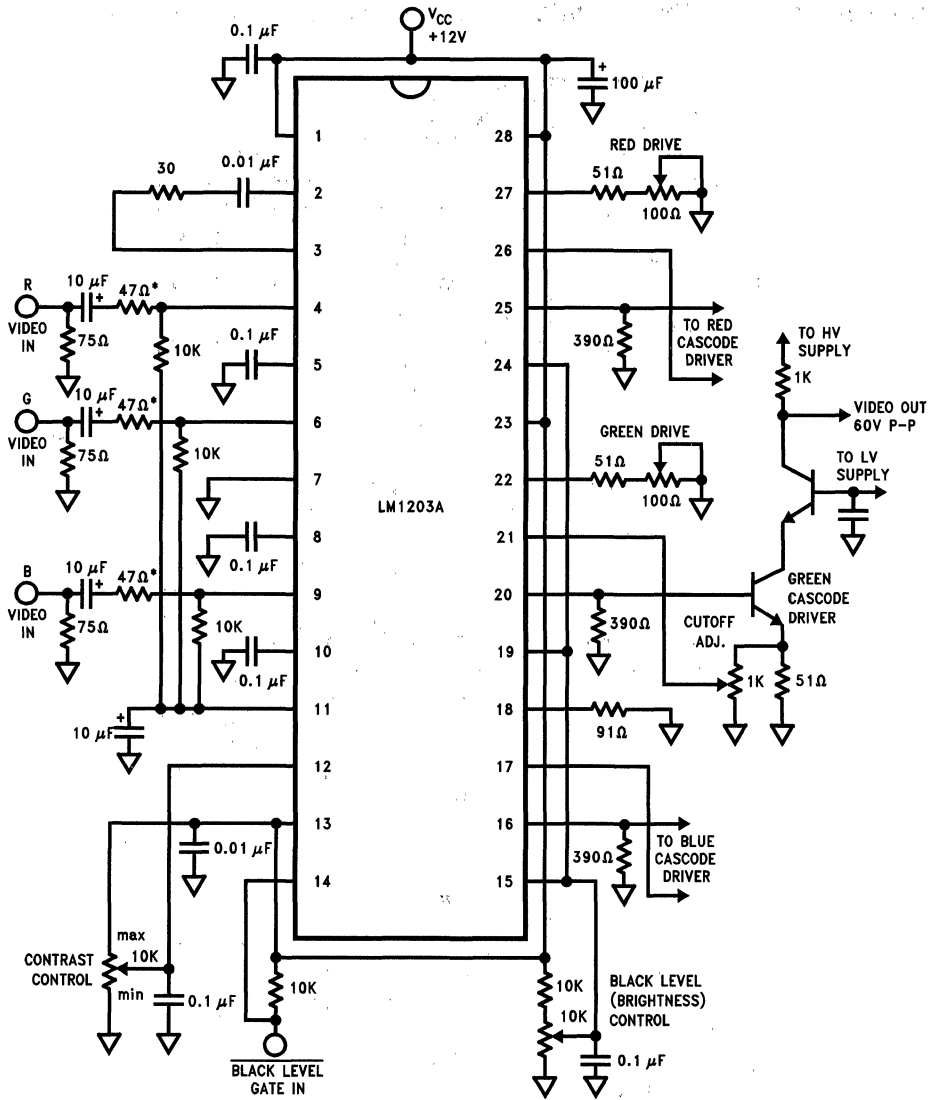 V_CC
+12V
0.1 μF
+
100 μF
1
28
RED DRIVE
30
0.01 μF
51Ω
2
27
100Ω
3
26
R
10 μF
+
47Ω*
4
25
VIDEO
IN
75Ω
10K
0.1 μF
390Ω
TO RED
CASCODE
DRIVER
TO HV
SUPPLY
5
24
1K
G
10 μF
+
47Ω*
6
23
VIDEO OUT
60V P-P
VIDEO
IN
75Ω
10K
GREEN DRIVE
51Ω
TO LV
SUPPLY
7
22
100Ω
LM1203A
8
21
0.1 μF
B
10 μF
+
47Ω*
9
20
GREEN
CASCODE
DRIVER
VIDEO
IN
75Ω
10K
390Ω
CUTOFF
ADJ.
10
19
0.1 μF
1K
51Ω
11
18
+
10 μF
91Ω
12
17
13
16
0.01 μF
390Ω
TO BLUE
CASCODE
DRIVER
14
15
max
CONTRAST
CONTROL
10K
min
0.1 μF
10K
10K
10K
BLACK LEVEL
(BRIGHTNESS)
CONTROL
0.1 μF
BLACK LEVEL
GATE IN